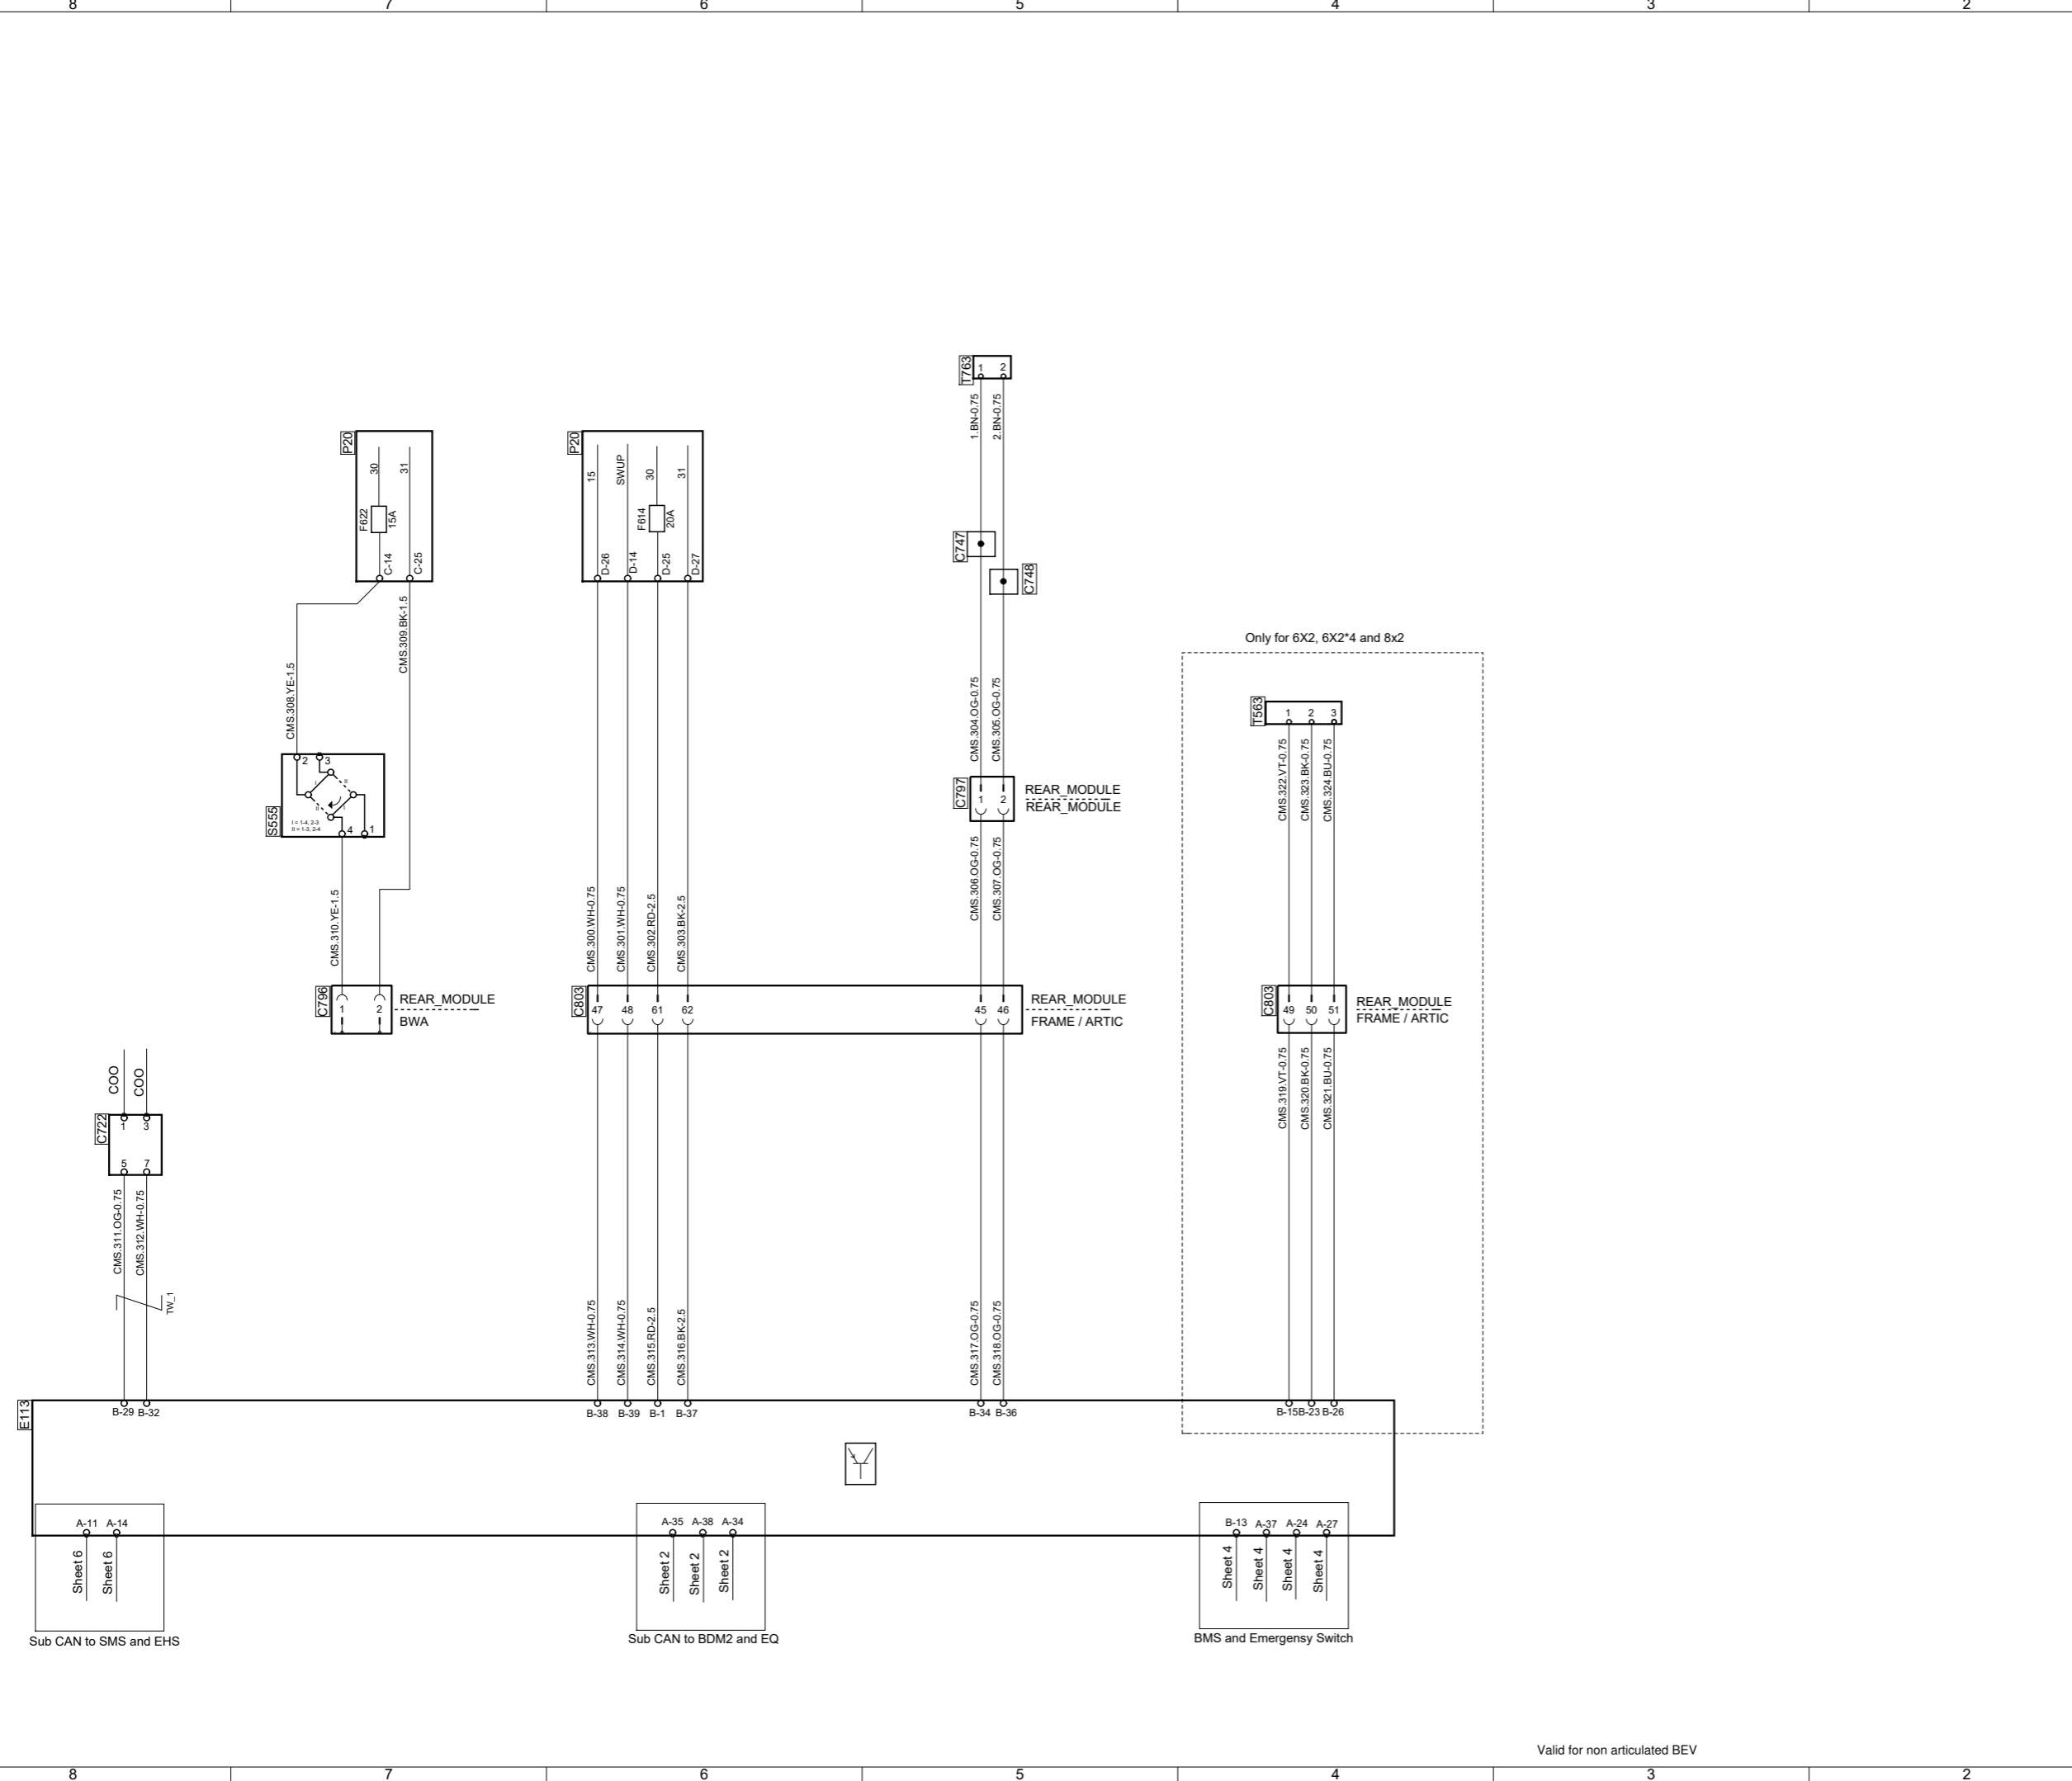 8 7 6 5 4 3 2
T763
1 2
1.BN-0.75
2.BN-0.75
P20
30
31
F622
15A
C-14
C-25
P20
15
SWUP
30
31
F614
20A
D-26
D-14
D-25
D-27
C747
C748
CMS.308.YE-1.5
CMS.309.BK-1.5
CMS.304.OG-0.75
CMS.305.OG-0.75
Only for 6X2, 6X2*4 and 8x2
T563
1 2 3
CMS.322.VT-0.75
CMS.323.BK-0.75
CMS.324.BU-0.75
S555
2 3
I
II
II
I
I = 1-4, 2-3
II = 1-3, 2-4
4 1
C797
1 2
REAR_MODULE
REAR_MODULE
CMS.310.YE-1.5
CMS.300.WH-0.75
CMS.301.WH-0.75
CMS.302.RD-2.5
CMS.303.BK-2.5
CMS.306.OG-0.75
CMS.307.OG-0.75
C796
1 2
REAR_MODULE
BWA
C803
47 48 61 62 45 46
REAR_MODULE
FRAME / ARTIC
C803
49 50 51
REAR_MODULE
FRAME / ARTIC
COO
COO
C722
1 3
5 7
CMS.311.OG-0.75
CMS.312.WH-0.75
TW_1
CMS.319.VT-0.75
CMS.320.BK-0.75
CMS.321.BU-0.75
CMS.313.WH-0.75
CMS.314.WH-0.75
CMS.315.RD-2.5
CMS.316.BK-2.5
CMS.317.OG-0.75
CMS.318.OG-0.75
E113
B-29 B-32 B-38 B-39 B-1 B-37 B-34 B-36 B-15 B-23 B-26
A-11 A-14
Sheet 6
Sheet 6
Sub CAN to SMS and EHS
A-35 A-38 A-34
Sheet 2
Sheet 2
Sheet 2
Sub CAN to BDM2 and EQ
B-13 A-37 A-24 A-27
Sheet 4
Sheet 4
Sheet 4
Sheet 4
BMS and Emergensy Switch
Valid for non articulated BEV
8 7 6 5 4 3 2